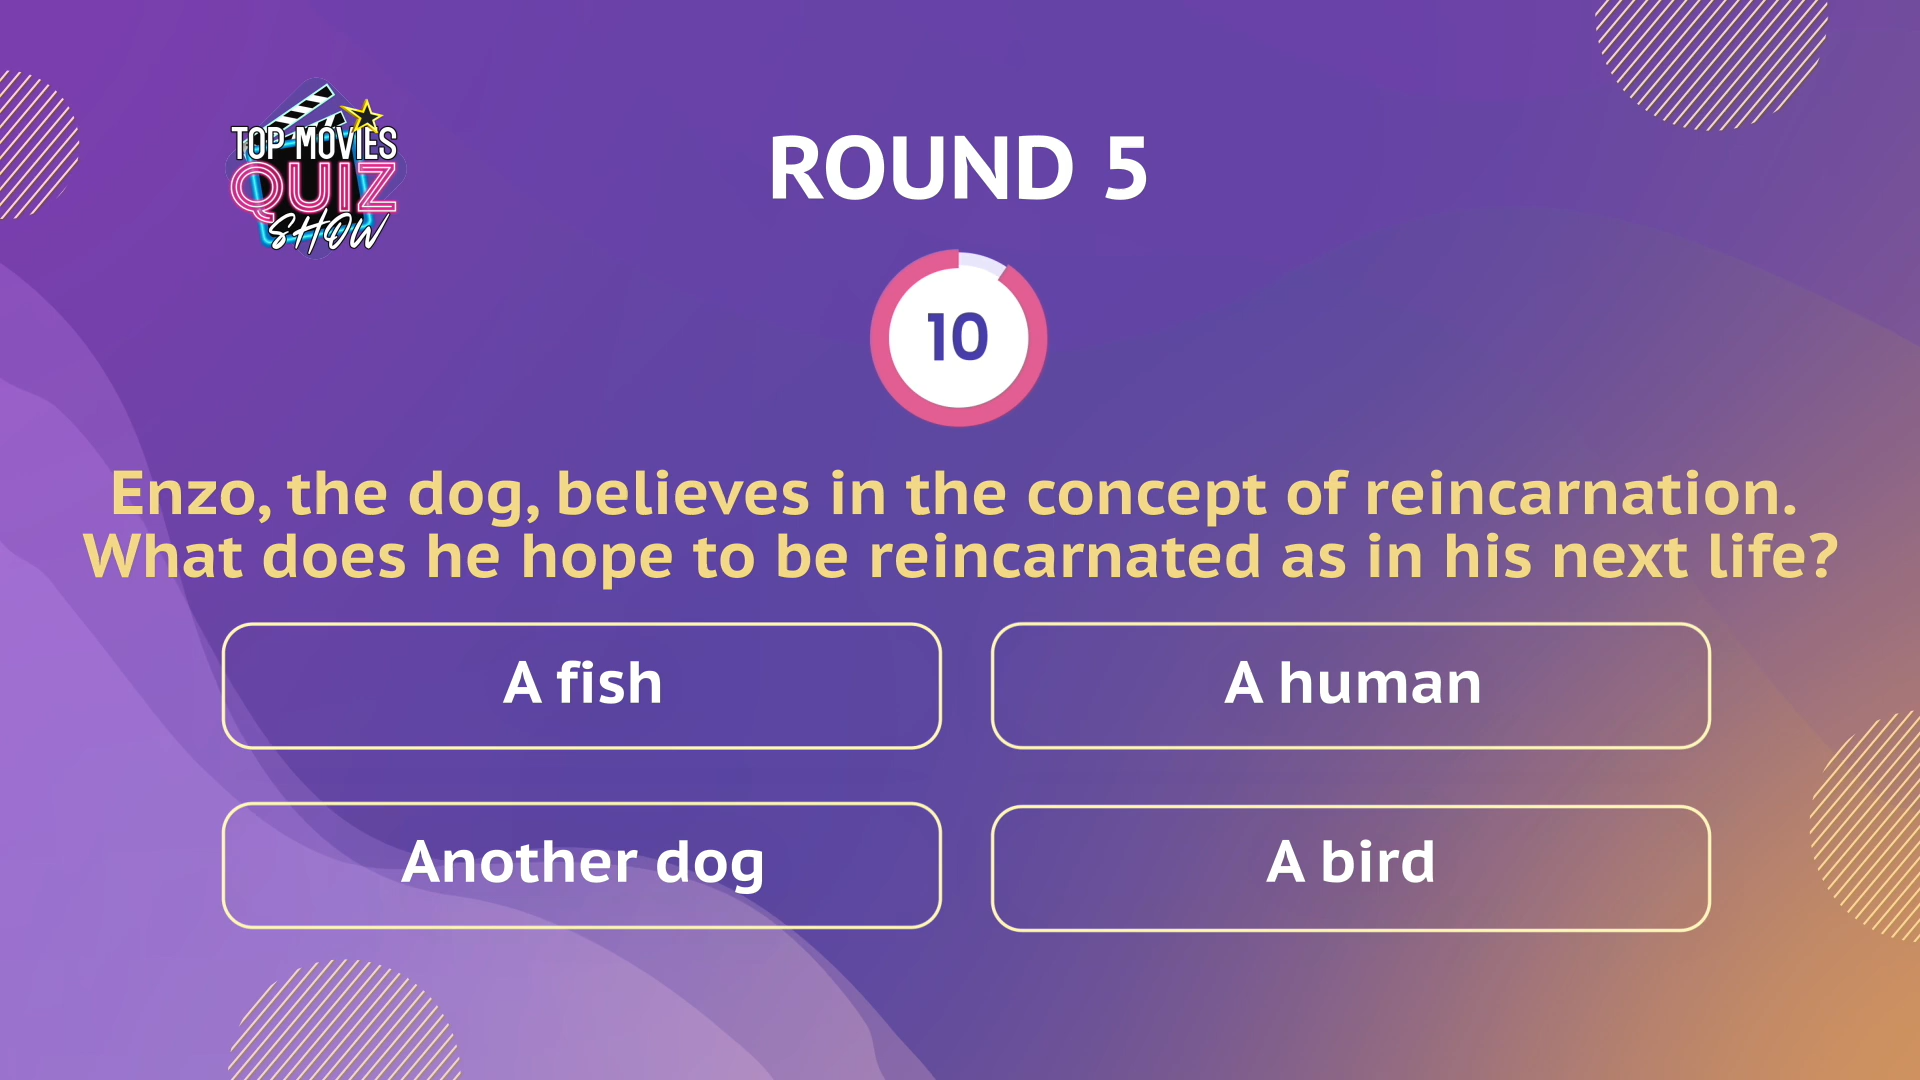 TOP MOVIES
QUIZ
SHOW
ROUND 5
10
Enzo, the dog, believes in the concept of reincarnation.
What does he hope to be reincarnated as in his next life?
A fish
A human
Another dog
A bird